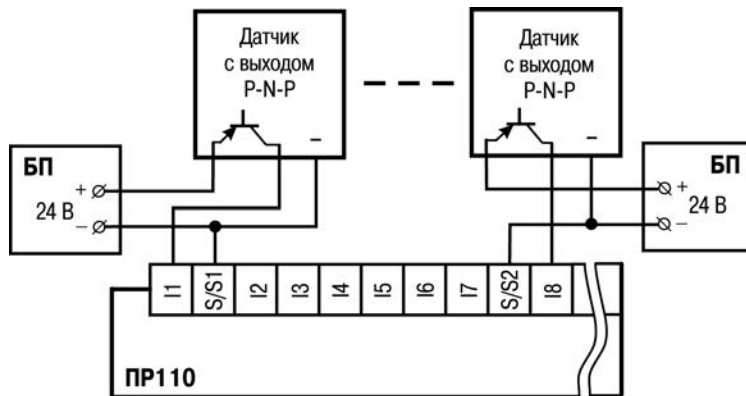 Датчик
с выходом
P-N-P
–
Датчик
с выходом
P-N-P
–
БП
+
24 В
–
БП
+
24 В
–
I1
S/S1
I2
I3
I4
I5
I6
I7
S/S2
I8
ПР110